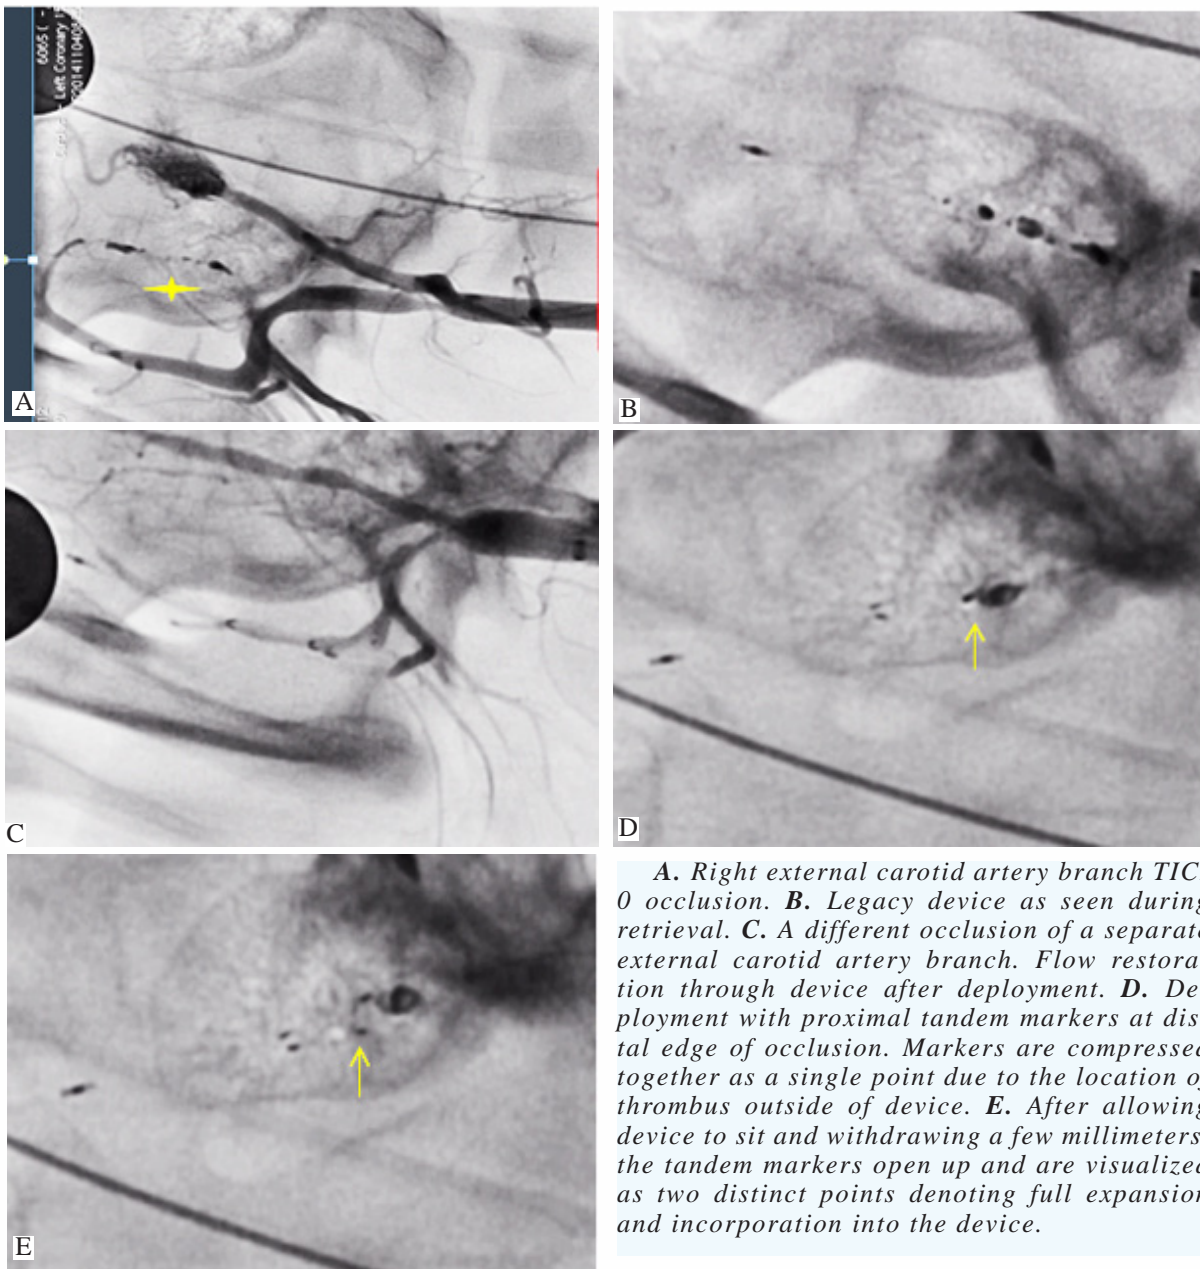 6065 ( -
Left Coronary 1
20141104084
A
B
C
D
E
A. Right external carotid artery branch TIC
0 occlusion. B. Legacy device as seen during
retrieval. C. A different occlusion of a separate
external carotid artery branch. Flow restora-
tion through device after deployment. D. De-
ployment with proximal tandem markers at dis-
tal edge of occlusion. Markers are compressed
together as a single point due to the location of
thrombus outside of device. E. After allowing
device to sit and withdrawing a few millimeters,
the tandem markers open up and are visualized
as two distinct points denoting full expansion
and incorporation into the device.